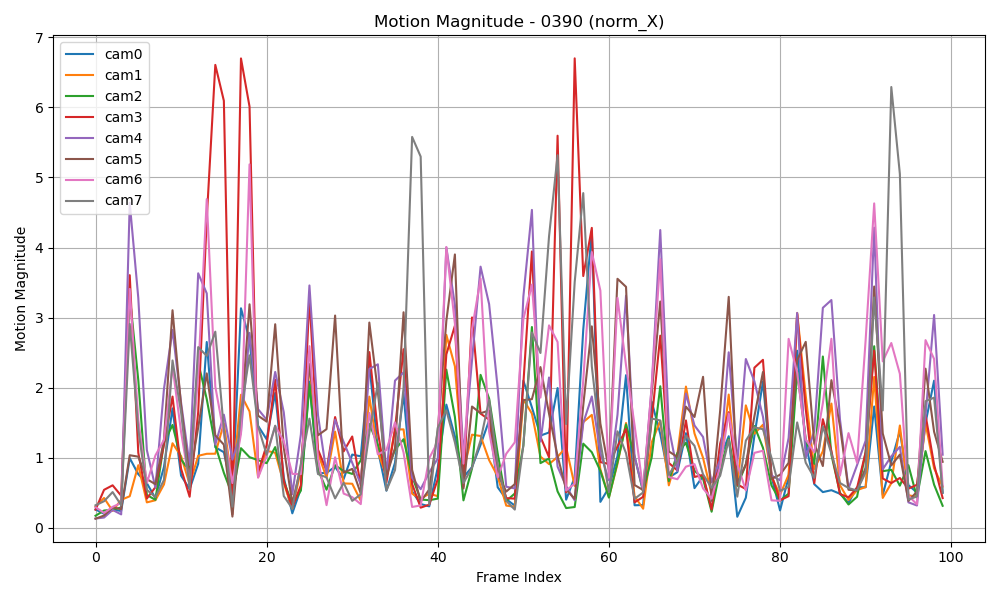 Motion Magnitude - 0390 (norm_X)
7
6
5
4
3
2
1
0
Motion Magnitude
cam0
cam1
cam2
cam3
cam4
cam5
cam6
cam7
0
20
40
60
80
100
Frame Index